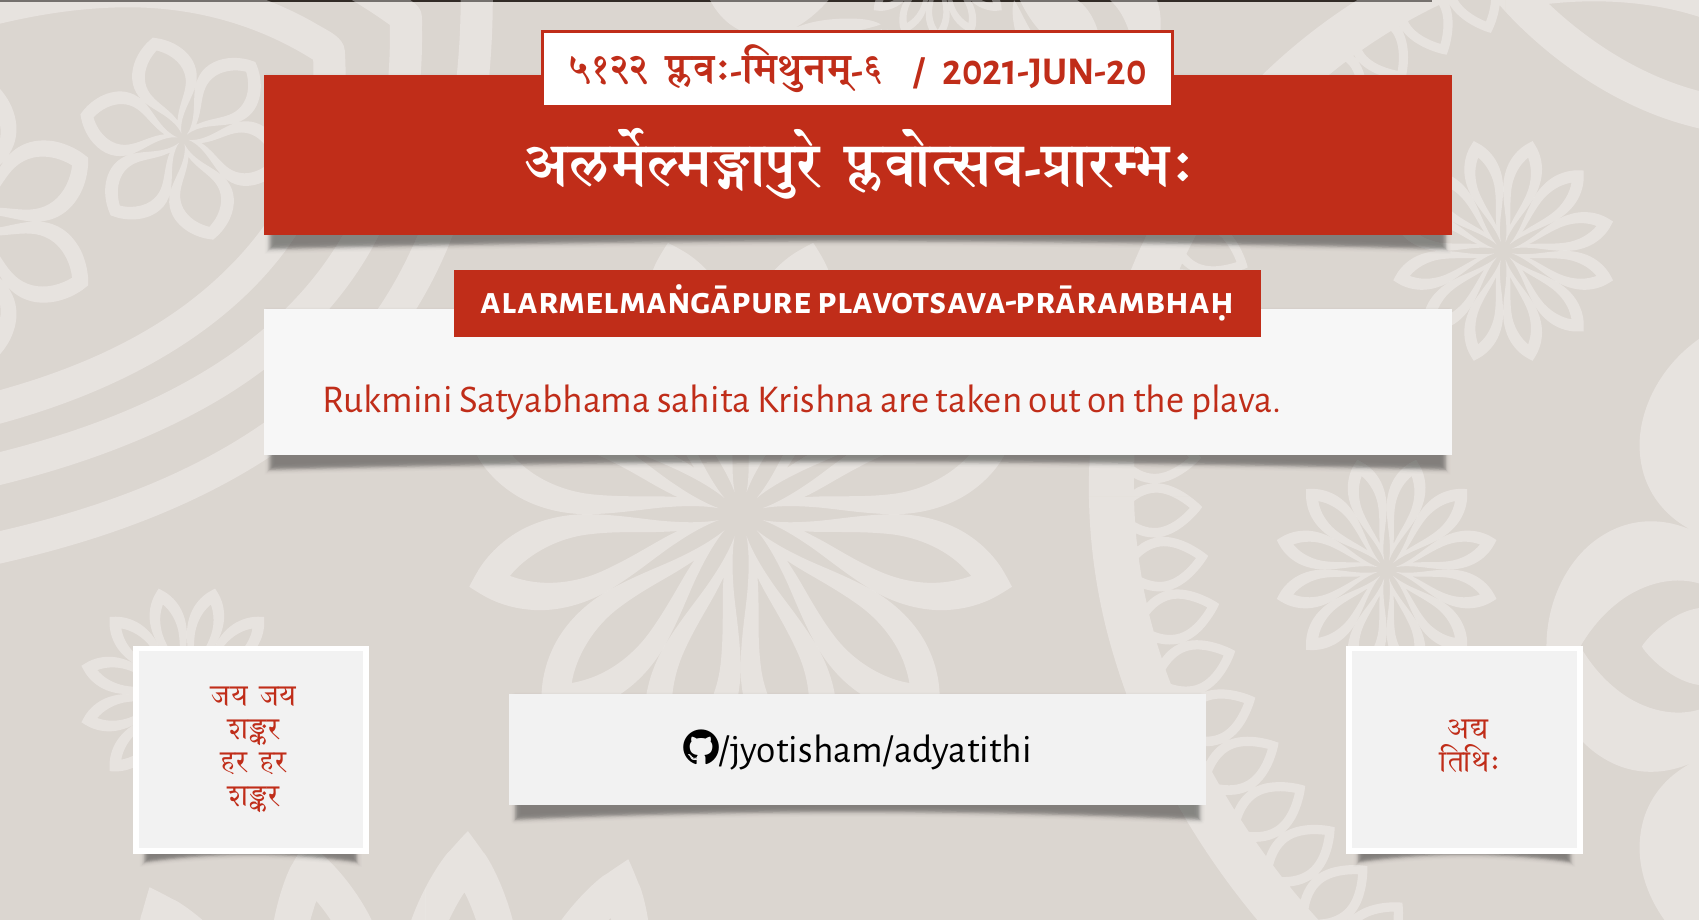 ५१२२ प्लवः-मिथुनम्-६ / 2021-JUN-20
अलर्मेल्मङ्गापुरे प्लवोत्सव-प्रारम्भः
ALARMELMAṄGĀPURE PLAVOTSAVA-PRĀRAMBHAḤ
Rukmini Satyabhama sahita Krishna are taken out on the plava.
जय जय
शङ्कर
हर हर
शङ्कर
/jyotisham/adyatithi
अद्य
तिथिः